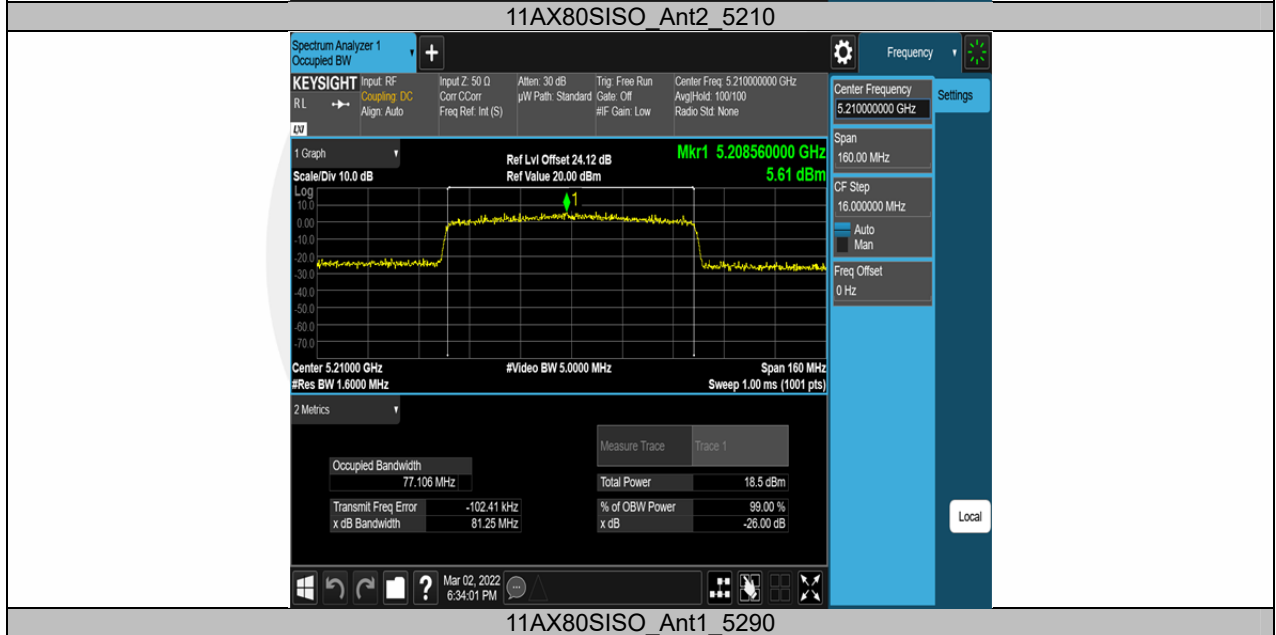 11AX80SISO_Ant2_5210
Spectrum Analyzer 1
Occupied BW
+
Frequency
KEYSIGHT
RL
LXI
Input: RF
Coupling: DC
Align: Auto
Input Z: 50 Ω
Corr CCorr
Freq Ref: Int (S)
Atten: 30 dB
µW Path: Standard
Trig: Free Run
Gate: Off
#IF Gain: Low
Center Freq: 5.210000000 GHz
Avg|Hold: 100/100
Radio Std: None
Center Frequency
5.210000000 GHz
Settings
Span
160.00 MHz
CF Step
16.000000 MHz
Auto
Man
Freq Offset
0 Hz
1 Graph
Scale/Div 10.0 dB
Ref Lvl Offset 24.12 dB
Ref Value 20.00 dBm
Mkr1 5.208560000 GHz
5.61 dBm
Log
10.0
0.00
-10.0
-20.0
-30.0
-40.0
-50.0
-60.0
-70.0
1
Center 5.21000 GHz
#Res BW 1.6000 MHz
#Video BW 5.0000 MHz
Span 160 MHz
Sweep 1.00 ms (1001 pts)
2 Metrics
Measure Trace Trace 1
Occupied Bandwidth
77.106 MHz
Total Power 18.5 dBm
Transmit Freq Error -102.41 kHz
% of OBW Power 99.00 %
x dB Bandwidth 81.25 MHz
x dB -26.00 dB
Local
?
Mar 02, 2022
6:34:01 PM
11AX80SISO_Ant1_5290